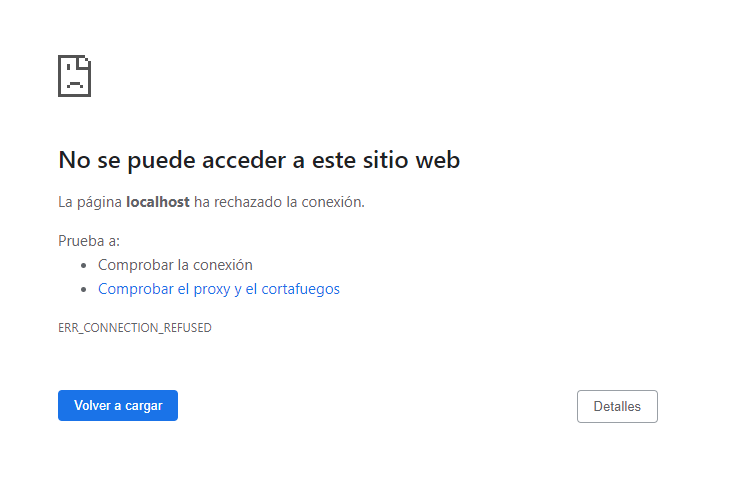 No se puede acceder a este sitio web
La página localhost ha rechazado la conexión.
Prueba a:
• Comprobar la conexión
• Comprobar el proxy y el cortafuegos
ERR_CONNECTION_REFUSED
Volver a cargar
Detalles